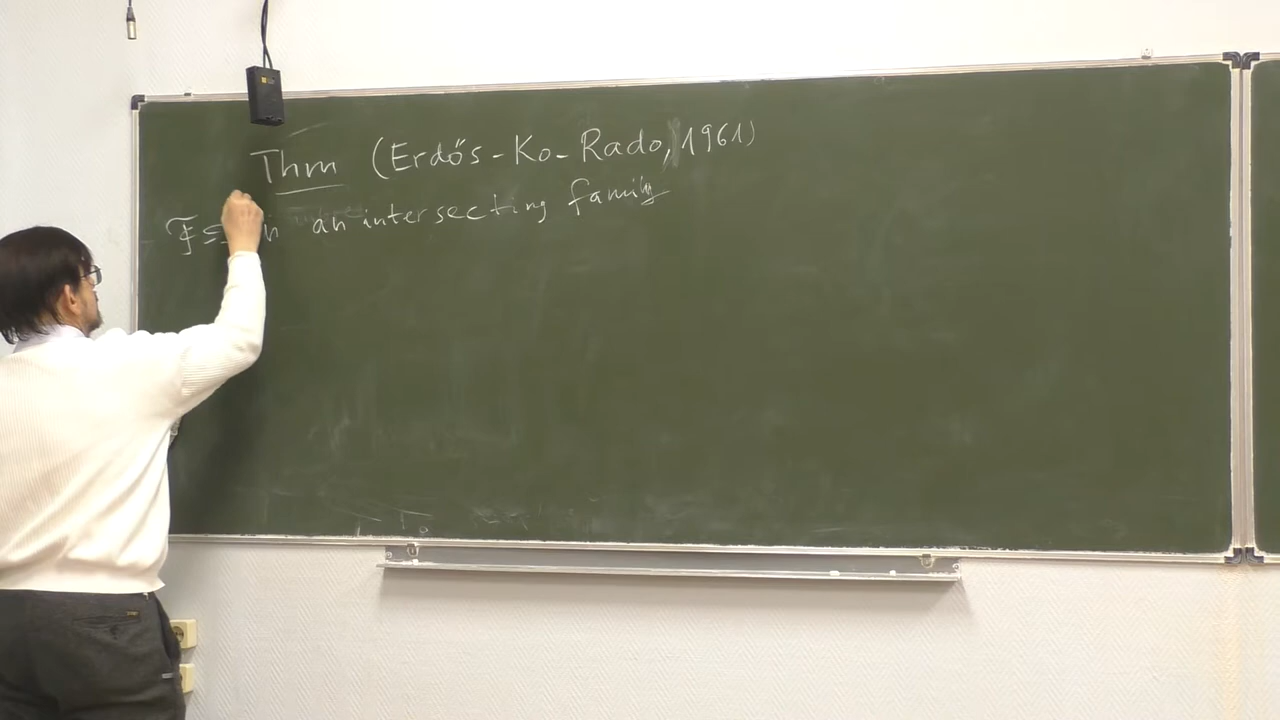 Thm (Erdős-Ko-Rado, 1961)
F ⊆ an intersecting family